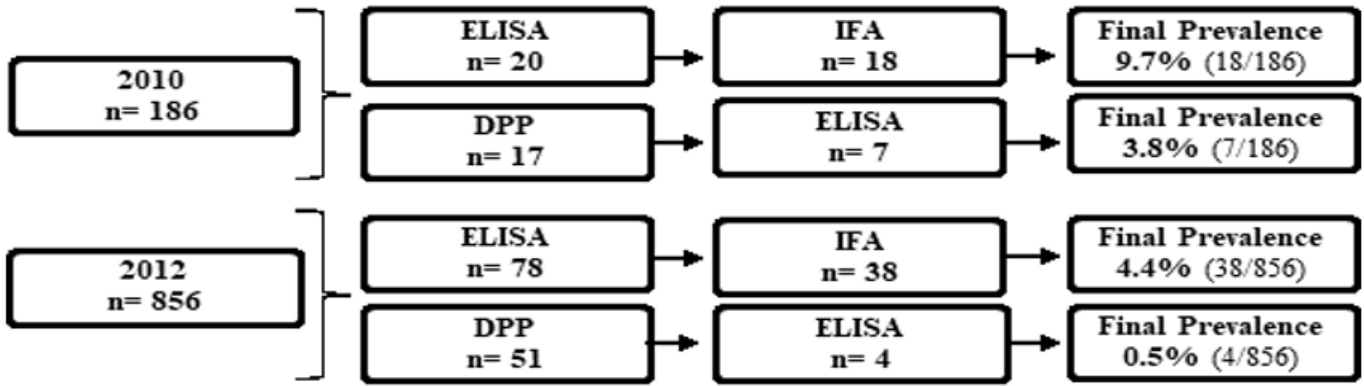 2010
n= 186
ELISA
n= 20
IFA
n= 18
Final Prevalence
9.7% (18/186)
DPP
n= 17
ELISA
n= 7
Final Prevalence
3.8% (7/186)
2012
n= 856
ELISA
n= 78
IFA
n= 38
Final Prevalence
4.4% (38/856)
DPP
n= 51
ELISA
n= 4
Final Prevalence
0.5% (4/856)